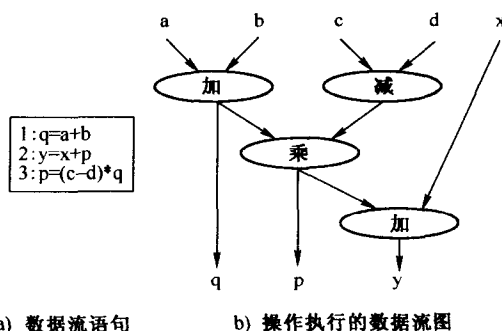 a b c d x
加 减
1:q=a+b
2:y=x+p
3:p=(c-d)*q
乘
加
q p y
a) 数据流语句 b) 操作执行的数据流图